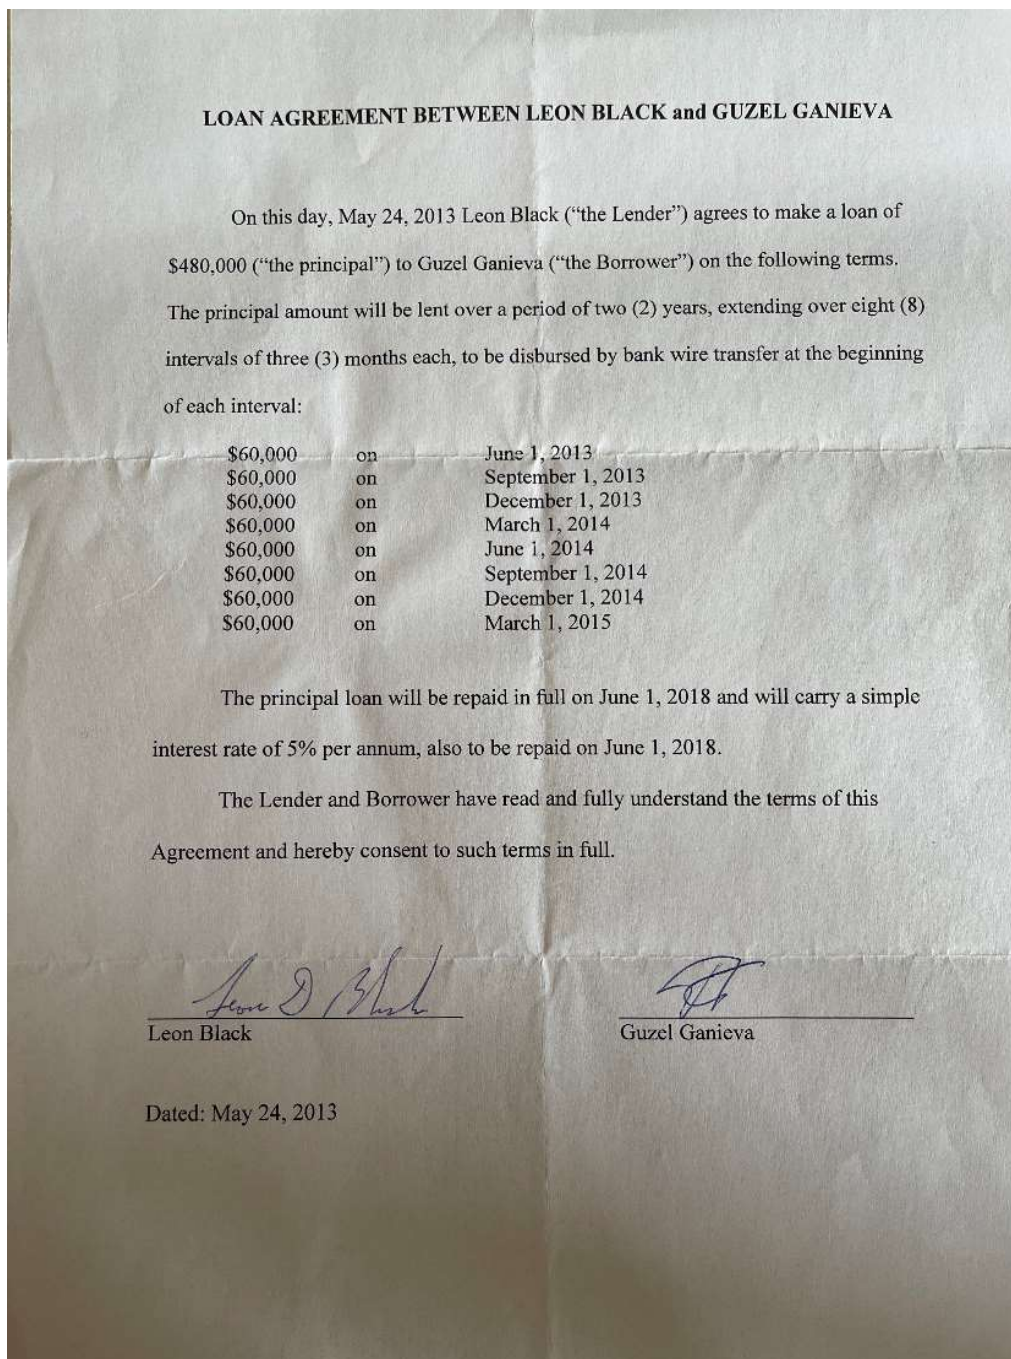 LOAN AGREEMENT BETWEEN LEON BLACK and GUZEL GANIEVA
On this day, May 24, 2013 Leon Black (“the Lender”) agrees to make a loan of
$480,000 (“the principal”) to Guzel Ganieva (“the Borrower”) on the following terms.
The principal amount will be lent over a period of two (2) years, extending over eight (8)
intervals of three (3) months each, to be disbursed by bank wire transfer at the beginning
of each interval:
$60,000 on June 1, 2013
$60,000 on September 1, 2013
$60,000 on December 1, 2013
$60,000 on March 1, 2014
$60,000 on June 1, 2014
$60,000 on September 1, 2014
$60,000 on December 1, 2014
$60,000 on March 1, 2015
The principal loan will be repaid in full on June 1, 2018 and will carry a simple
interest rate of 5% per annum, also to be repaid on June 1, 2018.
The Lender and Borrower have read and fully understand the terms of this
Agreement and hereby consent to such terms in full.
Leon D Black
Leon Black Guzel Ganieva
Dated: May 24, 2013